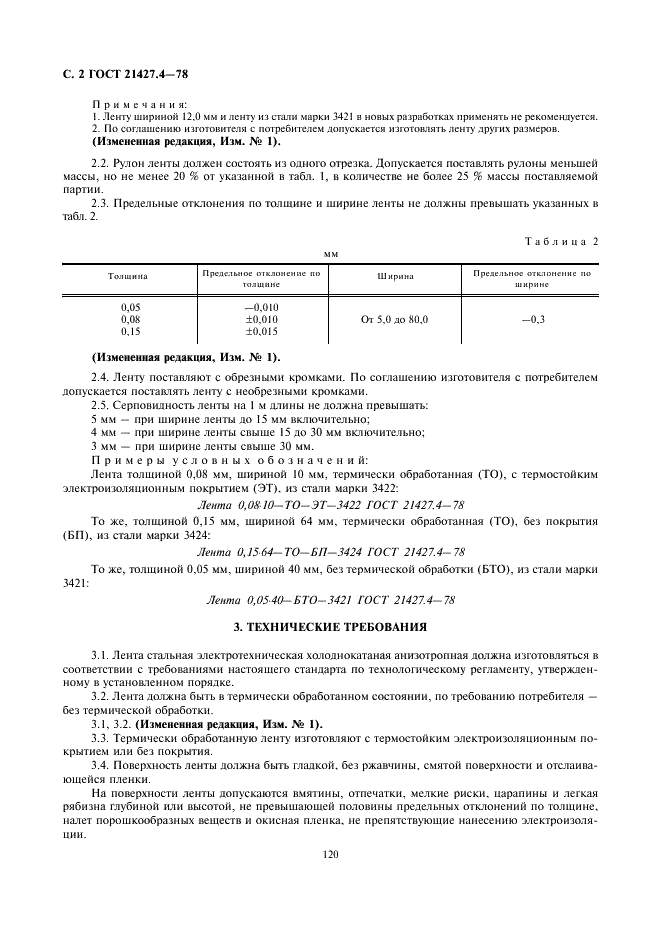 С. 2 ГОСТ 21427.4—78
Примечания:
1. Ленту шириной 12,0 мм и ленту из стали марки 3421 в новых разработках применять не рекомендуется.
2. По соглашению изготовителя с потребителем допускается изготовлять ленту других размеров.
(Измененная редакция, Изм. № 1).
2.2. Рулон ленты должен состоять из одного отрезка. Допускается поставлять рулоны меньшей
массы, но не менее 20 % от указанной в табл. 1, в количестве не более 25 % массы поставляемой
партии.
2.3. Предельные отклонения по толщине и ширине ленты не должны превышать указанных в
табл. 2.
Таблица 2
мм
Толщина | Предельное отклонение по толщине | Ширина | Предельное отклонение по ширине
0,05 —0,010
0,08 ±0,010 От 5,0 до 80,0 —0,3
0,15 ±0,015
(Измененная редакция, Изм. № 1).
2.4. Ленту поставляют с обрезными кромками. По соглашению изготовителя с потребителем
допускается поставлять ленту с необрезными кромками.
2.5. Серповидность ленты на 1 м длины не должна превышать:
5 мм — при ширине ленты до 15 мм включительно;
4 мм — при ширине ленты свыше 15 до 30 мм включительно;
3 мм — при ширине ленты свыше 30 мм.
Примеры условных обозначений:
Лента толщиной 0,08 мм, шириной 10 мм, термически обработанная (ТО), с термостойким
электроизоляционным покрытием (ЭТ), из стали марки 3422:
Лента 0,08·10—ТО—ЭТ—3422 ГОСТ 21427.4—78
То же, толщиной 0,15 мм, шириной 64 мм, термически обработанная (ТО), без покрытия
(БП), из стали марки 3424:
Лента 0,15·64—ТО—БП—3424 ГОСТ 21427.4—78
То же, толщиной 0,05 мм, шириной 40 мм, без термической обработки (БТО), из стали марки
3421:
Лента 0,05·40—БТО—3421 ГОСТ 21427.4—78
3. ТЕХНИЧЕСКИЕ ТРЕБОВАНИЯ
3.1. Лента стальная электротехническая холоднокатаная анизотропная должна изготовляться в
соответствии с требованиями настоящего стандарта по технологическому регламенту, утвержден-
ному в установленном порядке.
3.2. Лента должна быть в термически обработанном состоянии, по требованию потребителя —
без термической обработки.
3.1, 3.2. (Измененная редакция, Изм. № 1).
3.3. Термически обработанную ленту изготовляют с термостойким электроизоляционным по-
крытием или без покрытия.
3.4. Поверхность ленты должна быть гладкой, без ржавчины, смятой поверхности и отслаива-
ющейся пленки.
На поверхности ленты допускаются вмятины, отпечатки, мелкие риски, царапины и легкая
рябизна глубиной или высотой, не превышающей половины предельных отклонений по толщине,
налет порошкообразных веществ и окисная пленка, не препятствующие нанесению электроизоля-
ции.
120